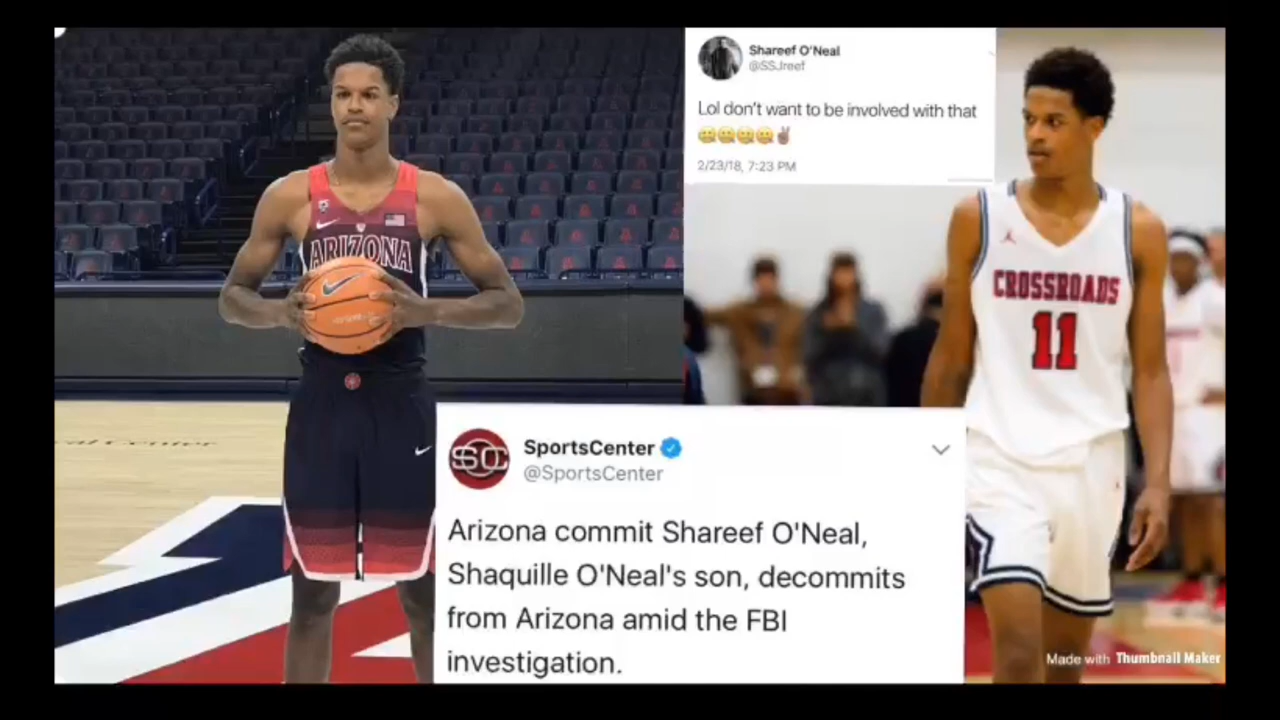 Shareef O'Neal
@SSJreef
Lol don't want to be involved with that
🤐🤐🤐🤐✌🏾
2/23/18, 7:23 PM
ARIZONA
CROSSROADS
11
SC
SportsCenter
@SportsCenter
Arizona commit Shareef O'Neal,
Shaquille O'Neal's son, decommits
from Arizona amid the FBI
investigation.
Made with Thumbnail Maker